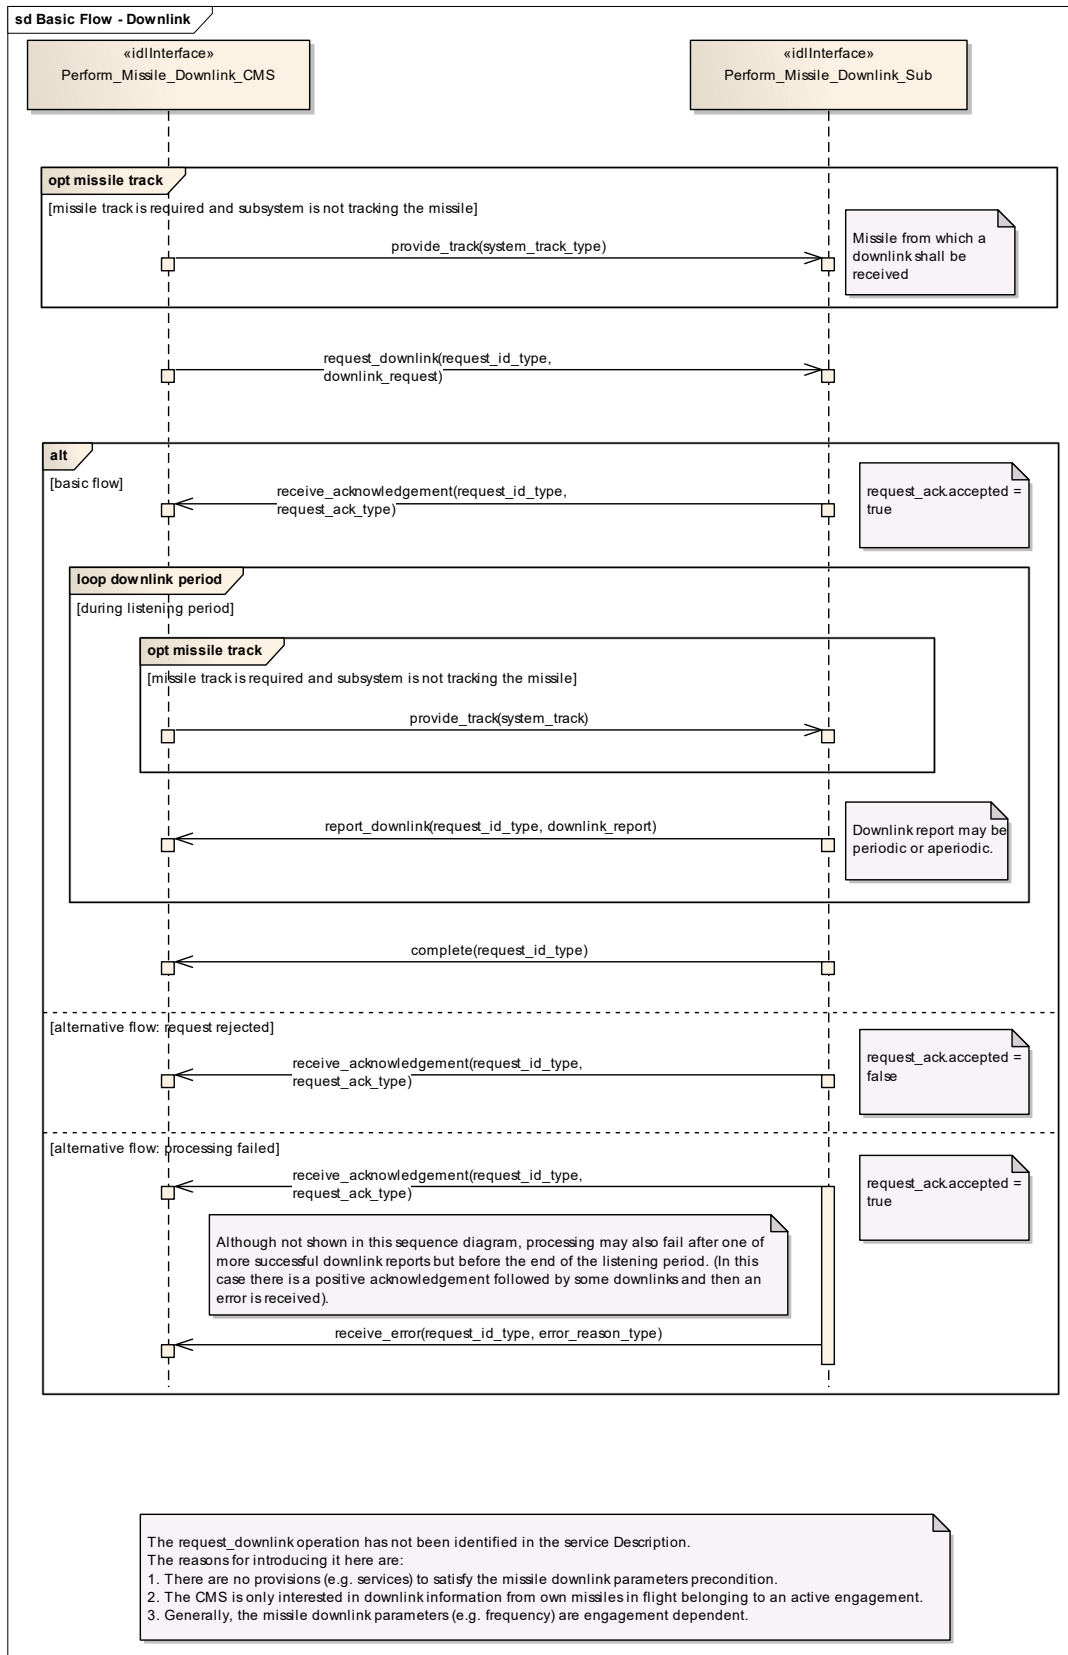 sd Basic Flow - Downlink
«idlInterface»
Perform_Missile_Downlink_CMS
«idlInterface»
Perform_Missile_Downlink_Sub
opt missile track
[missile track is required and subsystem is not tracking the missile]
provide_track(system_track_type)
Missile from which a
downlink shall be
received
request_downlink(request_id_type,
downlink_request)
alt
[basic flow]
receive_acknowledgement(request_id_type,
request_ack_type)
request_ack.accepted =
true
loop downlink period
[during listening period]
opt missile track
[missile track is required and subsystem is not tracking the missile]
provide_track(system_track)
report_downlink(request_id_type, downlink_report)
Downlink report may be
periodic or aperiodic.
complete(request_id_type)
[alternative flow: request rejected]
receive_acknowledgement(request_id_type,
request_ack_type)
request_ack.accepted =
false
[alternative flow: processing failed]
receive_acknowledgement(request_id_type,
request_ack_type)
request_ack.accepted =
true
Although not shown in this sequence diagram, processing may also fail after one of
more successful downlink reports but before the end of the listening period. (In this
case there is a positive acknowledgement followed by some downlinks and then an
error is received).
receive_error(request_id_type, error_reason_type)
The request_downlink operation has not been identified in the service Description.
The reasons for introducing it here are:
1. There are no provisions (e.g. services) to satisfy the missile downlink parameters precondition.
2. The CMS is only interested in downlink information from own missiles in flight belonging to an active engagement.
3. Generally, the missile downlink parameters (e.g. frequency) are engagement dependent.